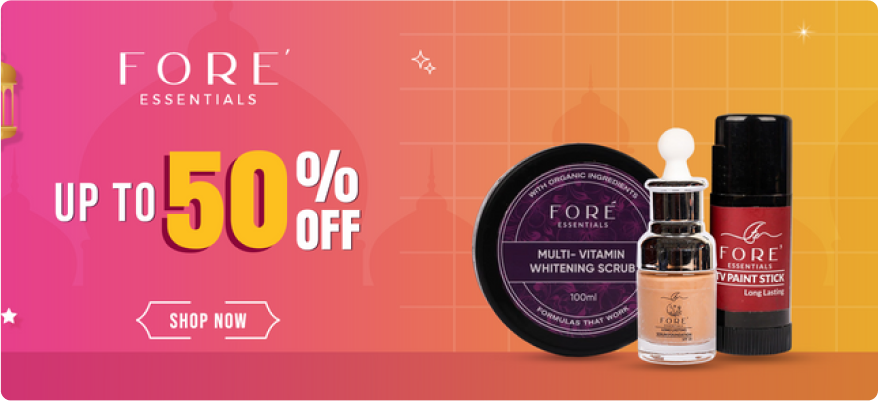 FORE'
ESSENTIALS
UP TO 50% OFF
SHOP NOW
WITH ORGANIC INGREDIENTS
FORÉ
ESSENTIALS
MULTI- VITAMIN
WHITENING SCRUB
100ml
FORMULAS THAT WORK
FORE'
FORE'
ESSENTIALS
TV PAINT STICK
Long Lasting